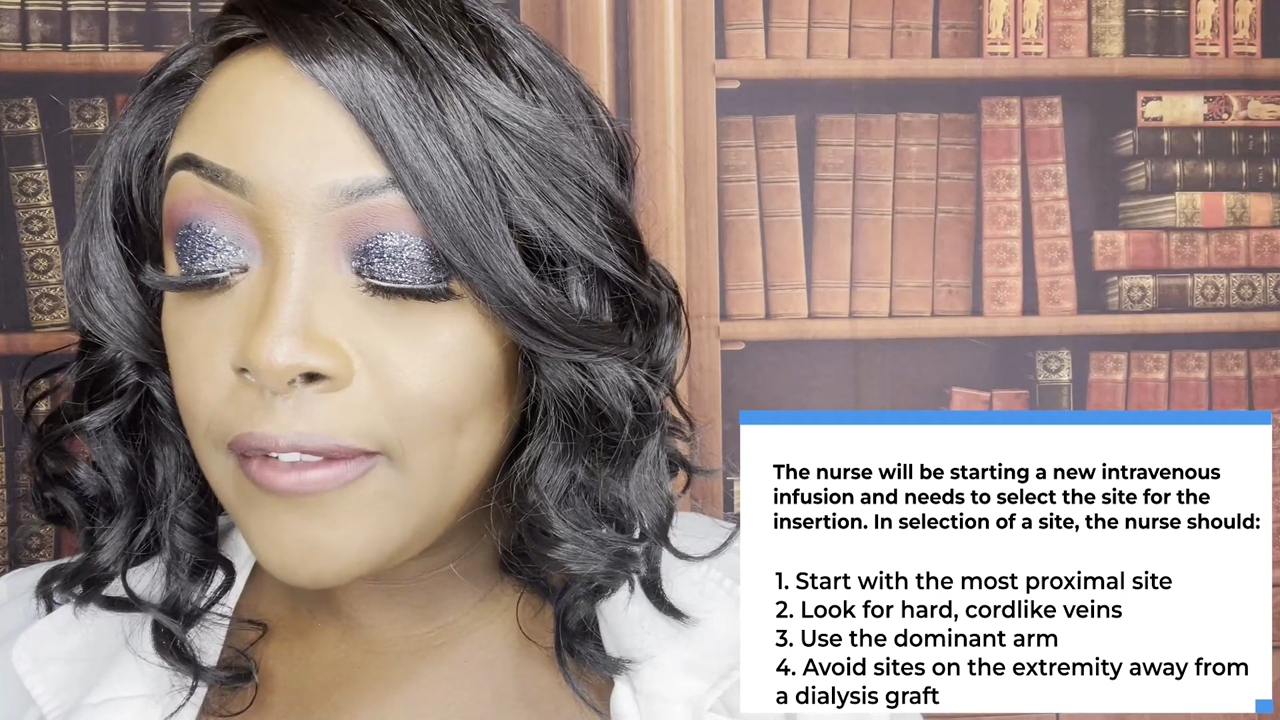 The nurse will be starting a new intravenous
infusion and needs to select the site for the
insertion. In selection of a site, the nurse should:
1. Start with the most proximal site
2. Look for hard, cordlike veins
3. Use the dominant arm
4. Avoid sites on the extremity away from
a dialysis graft